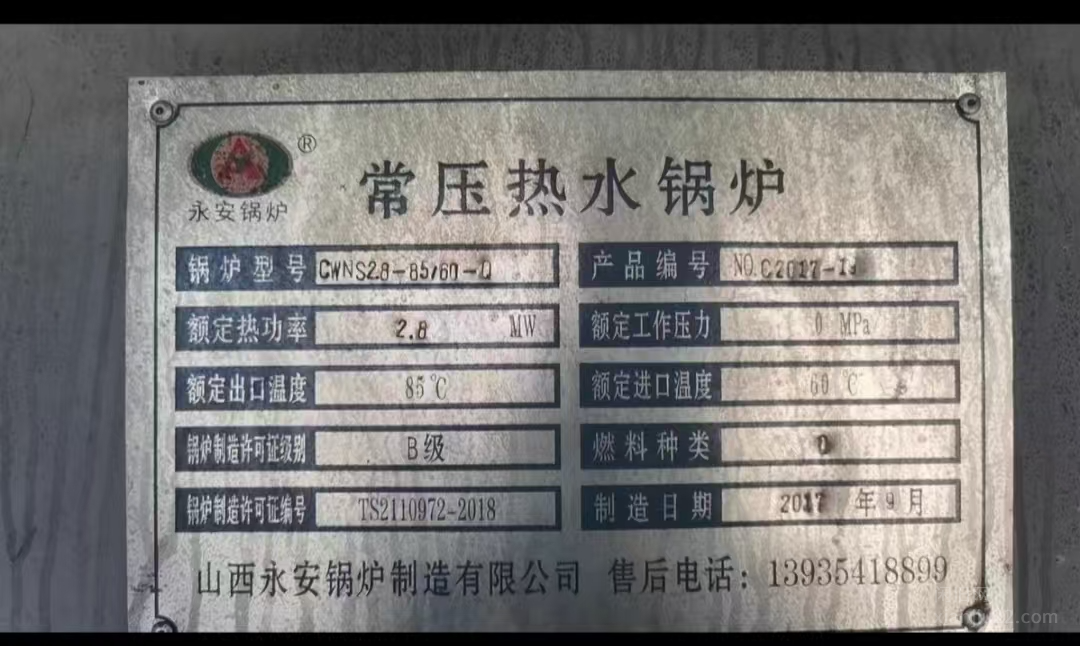 ®
永安锅炉
常压热水锅炉
锅炉型号 CWNS2.8-85/60-Q 产品编号 NO.C2017-
额定热功率 2.8 MW 额定工作压力 0 MPa
额定出口温度 85℃ 额定进口温度 60℃
锅炉制造许可证级别 B级 燃料种类
锅炉制造许可证编号 TS2110972-2018 制造日期 2017 年 9 月
山西永安锅炉制造有限公司 售后电话：13935418899